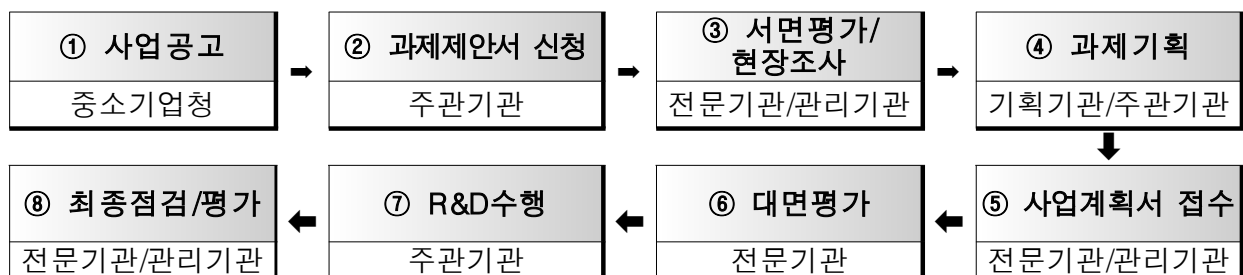 ① 사업공고
중소기업청
② 과제제안서 신청
주관기관
③ 서면평가/
현장조사
전문기관/관리기관
④ 과제기획
기획기관/주관기관
⑤ 사업계획서 접수
전문기관/관리기관
⑥ 대면평가
전문기관
⑦ R&D수행
주관기관
⑧ 최종점검/평가
전문기관/관리기관